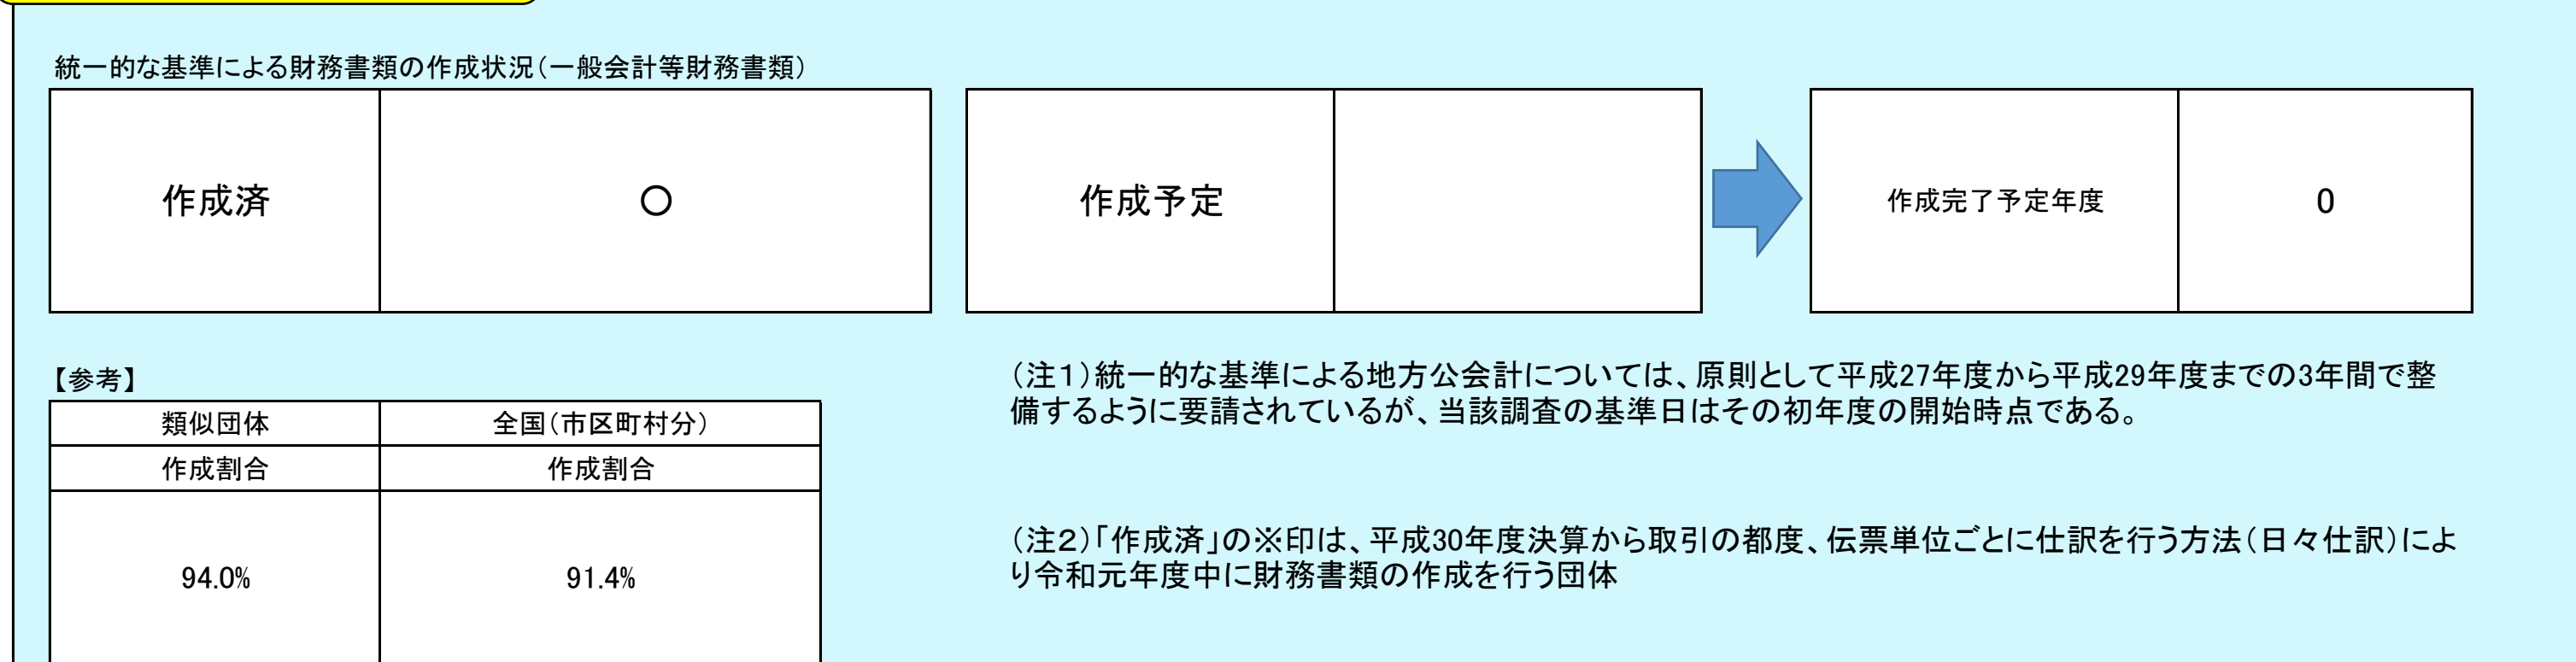 統一的な基準による財務書類の作成状況（一般会計等財務書類）
作成済 〇 作成予定 作成完了予定年度 0
【参考】
類似団体 全国（市区町村分）
作成割合 作成割合
94.0% 91.4%
（注１）統一的な基準による地方公会計については、原則として平成27年度から平成29年度までの3年間で整
備するように要請されているが、当該調査の基準日はその初年度の開始時点である。
（注２）「作成済」の※印は、平成30年度決算から取引の都度、伝票単位ごとに仕訳を行う方法（日々仕訳）によ
り令和元年度中に財務書類の作成を行う団体